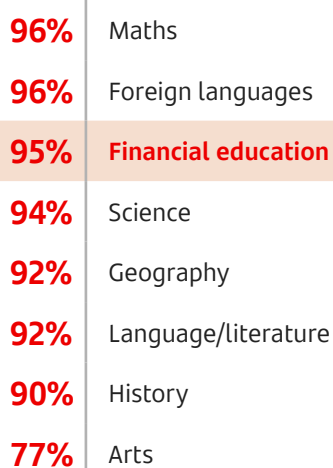 96% Maths
96% Foreign languages
95% Financial education
94% Science
92% Geography
92% Language/literature
90% History
77% Arts